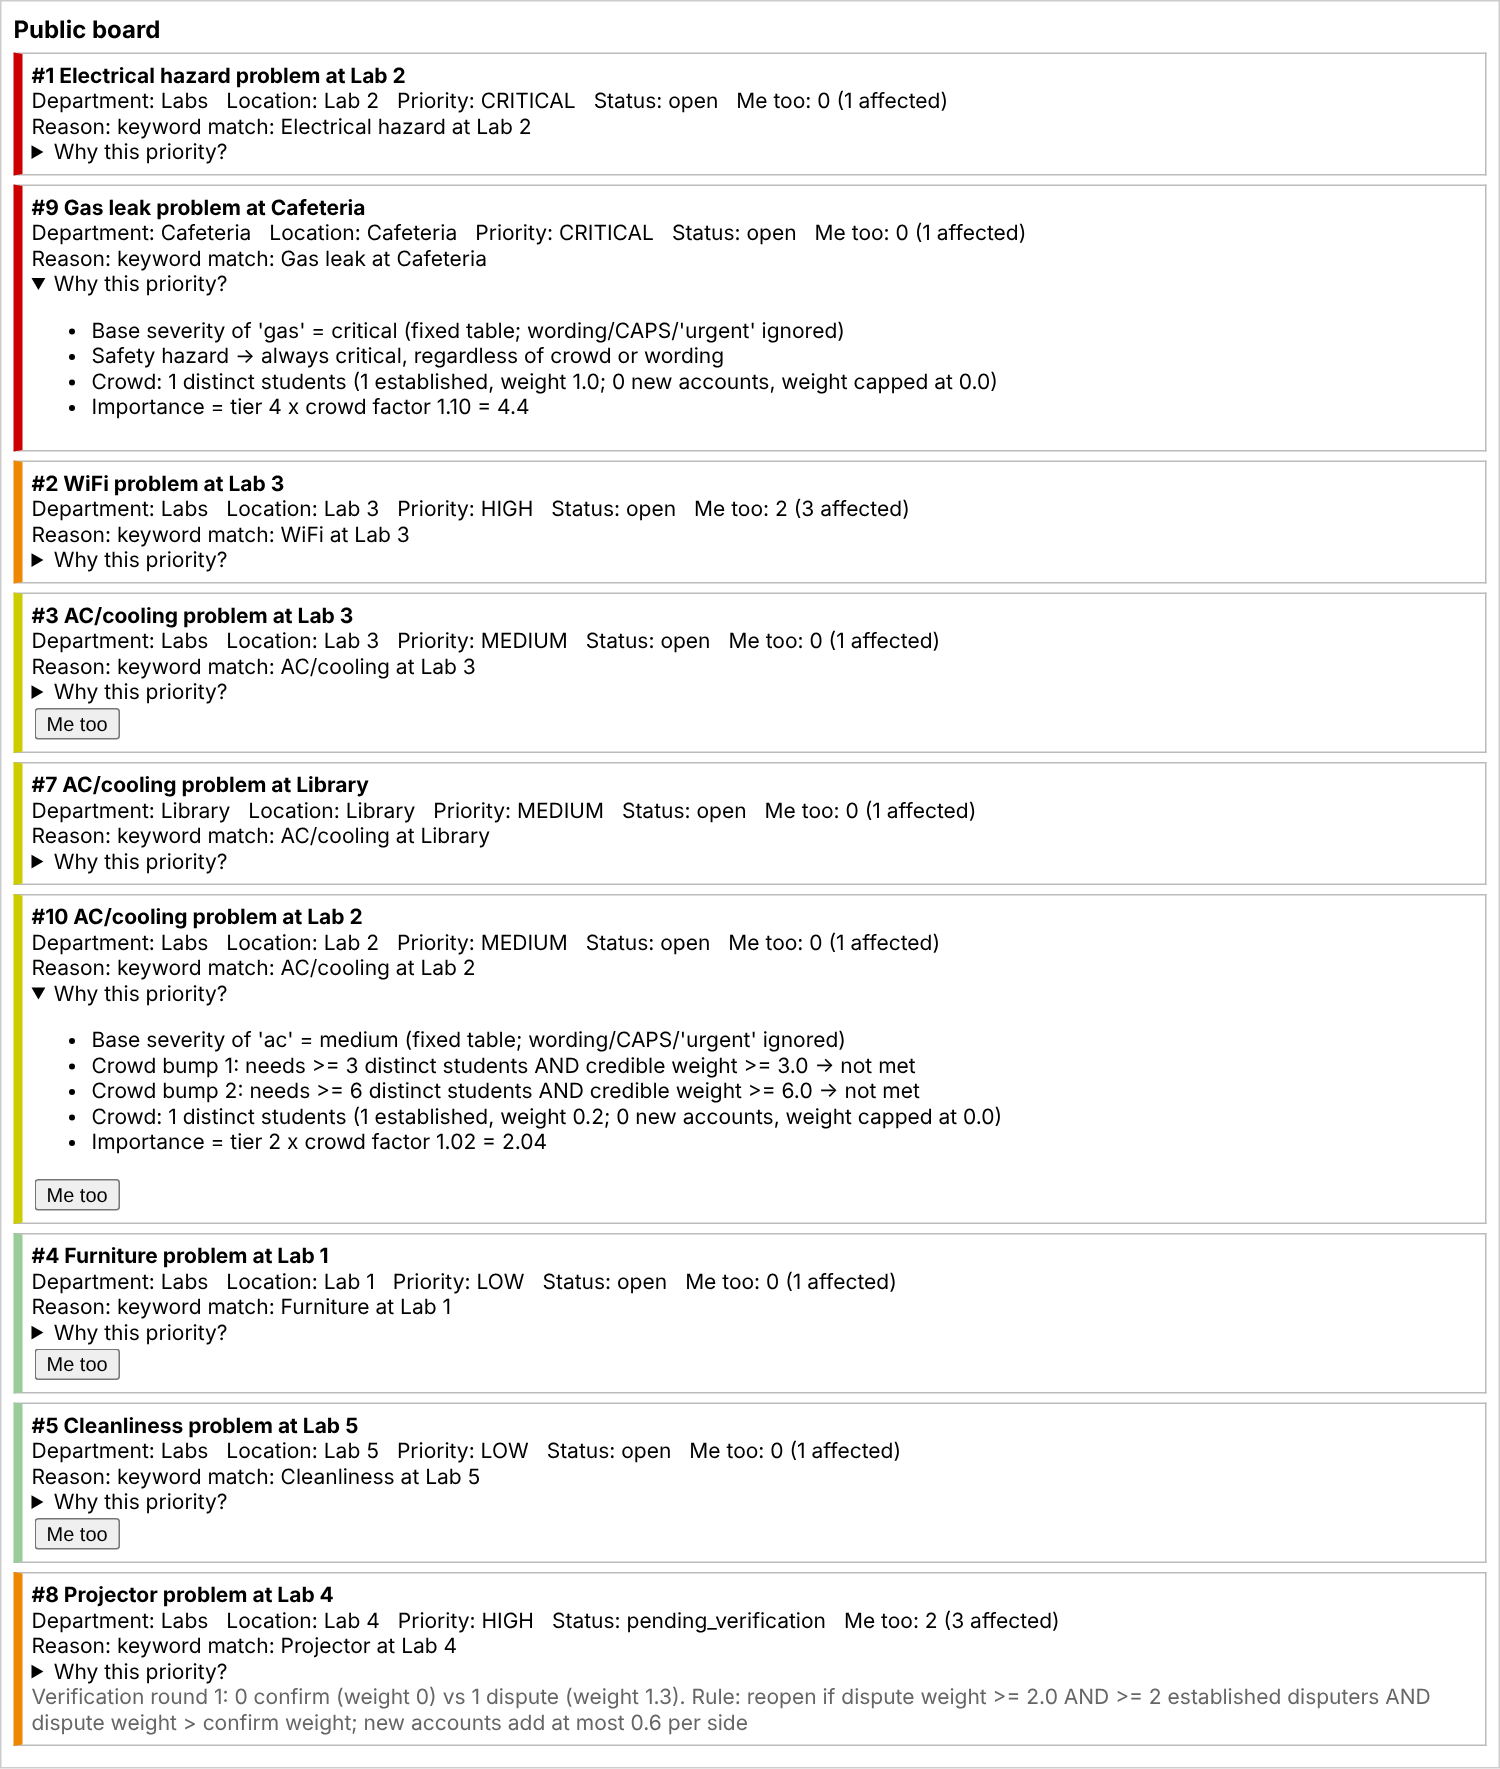 Public board
#1 Electrical hazard problem at Lab 2
Department: Labs Location: Lab 2 Priority: CRITICAL Status: open Me too: 0 (1 affected)
Reason: keyword match: Electrical hazard at Lab 2
▶ Why this priority?
#9 Gas leak problem at Cafeteria
Department: Cafeteria Location: Cafeteria Priority: CRITICAL Status: open Me too: 0 (1 affected)
Reason: keyword match: Gas leak at Cafeteria
▼ Why this priority?
• Base severity of 'gas' = critical (fixed table; wording/CAPS/'urgent' ignored)
• Safety hazard → always critical, regardless of crowd or wording
• Crowd: 1 distinct students (1 established, weight 1.0; 0 new accounts, weight capped at 0.0)
• Importance = tier 4 x crowd factor 1.10 = 4.4
#2 WiFi problem at Lab 3
Department: Labs Location: Lab 3 Priority: HIGH Status: open Me too: 2 (3 affected)
Reason: keyword match: WiFi at Lab 3
▶ Why this priority?
#3 AC/cooling problem at Lab 3
Department: Labs Location: Lab 3 Priority: MEDIUM Status: open Me too: 0 (1 affected)
Reason: keyword match: AC/cooling at Lab 3
▶ Why this priority?
Me too
#7 AC/cooling problem at Library
Department: Library Location: Library Priority: MEDIUM Status: open Me too: 0 (1 affected)
Reason: keyword match: AC/cooling at Library
▶ Why this priority?
#10 AC/cooling problem at Lab 2
Department: Labs Location: Lab 2 Priority: MEDIUM Status: open Me too: 0 (1 affected)
Reason: keyword match: AC/cooling at Lab 2
▼ Why this priority?
• Base severity of 'ac' = medium (fixed table; wording/CAPS/'urgent' ignored)
• Crowd bump 1: needs >= 3 distinct students AND credible weight >= 3.0 → not met
• Crowd bump 2: needs >= 6 distinct students AND credible weight >= 6.0 → not met
• Crowd: 1 distinct students (1 established, weight 0.2; 0 new accounts, weight capped at 0.0)
• Importance = tier 2 x crowd factor 1.02 = 2.04
Me too
#4 Furniture problem at Lab 1
Department: Labs Location: Lab 1 Priority: LOW Status: open Me too: 0 (1 affected)
Reason: keyword match: Furniture at Lab 1
▶ Why this priority?
Me too
#5 Cleanliness problem at Lab 5
Department: Labs Location: Lab 5 Priority: LOW Status: open Me too: 0 (1 affected)
Reason: keyword match: Cleanliness at Lab 5
▶ Why this priority?
Me too
#8 Projector problem at Lab 4
Department: Labs Location: Lab 4 Priority: HIGH Status: pending_verification Me too: 2 (3 affected)
Reason: keyword match: Projector at Lab 4
▶ Why this priority?
Verification round 1: 0 confirm (weight 0) vs 1 dispute (weight 1.3). Rule: reopen if dispute weight >= 2.0 AND >= 2 established disputers AND
dispute weight > confirm weight; new accounts add at most 0.6 per side